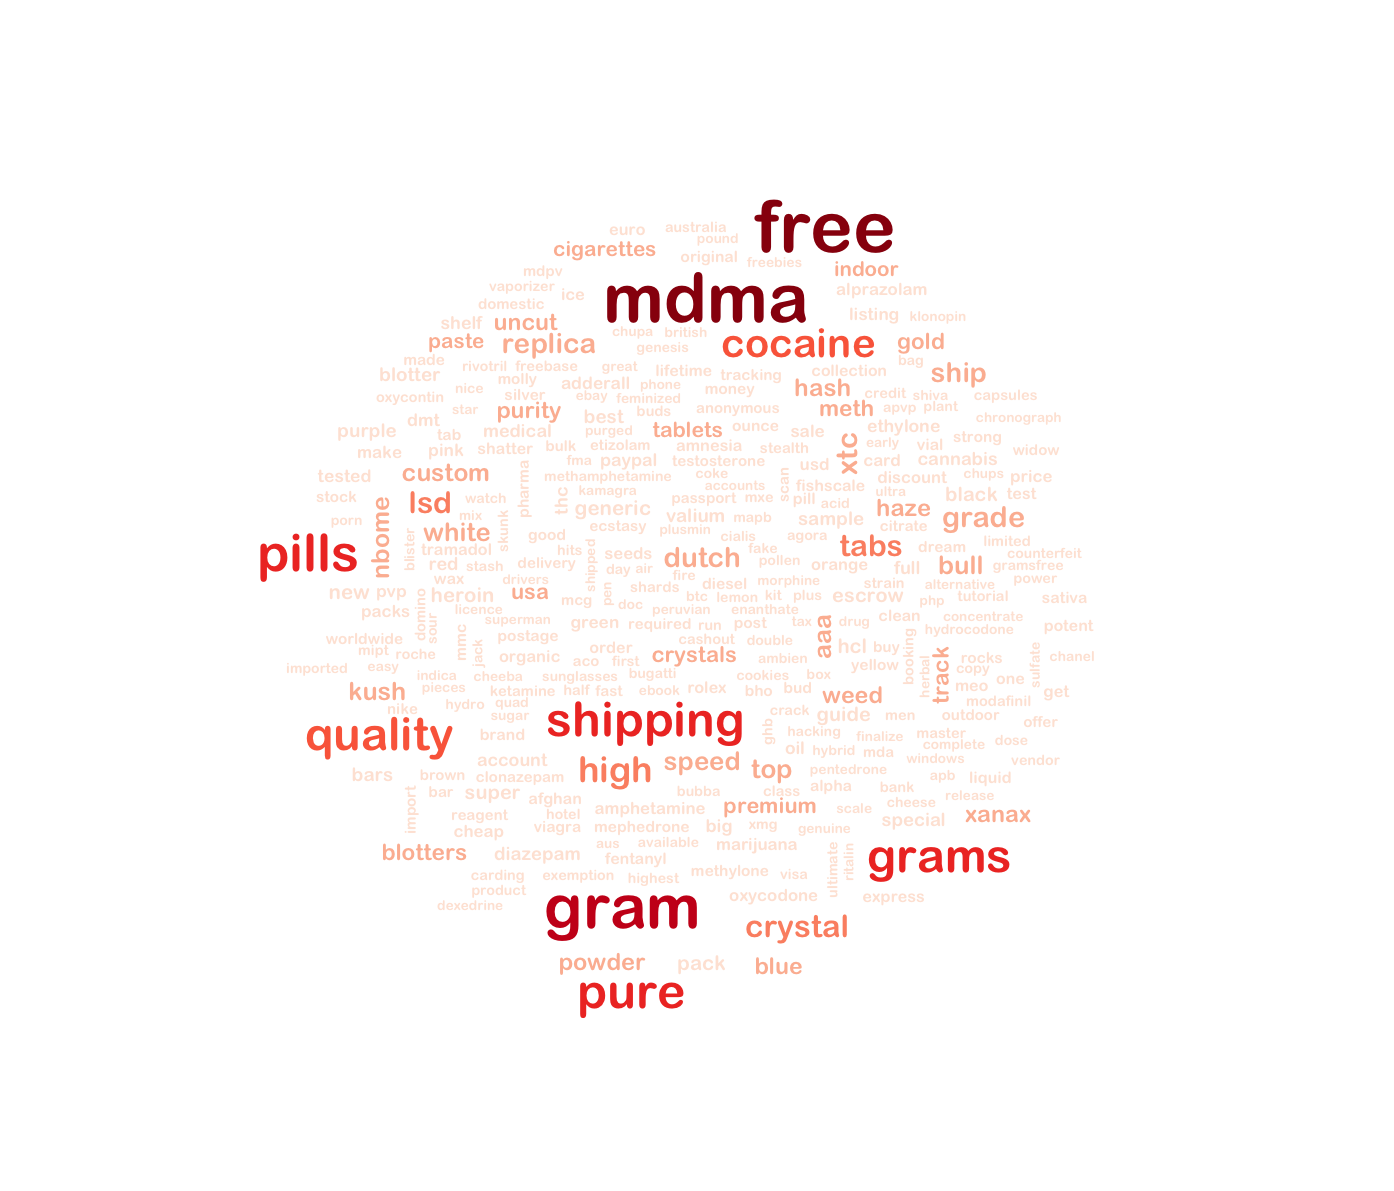 free
euro
australia
pound
cigarettes
original
freebies
indoor
mdpv
vaporizer
ice
mdma
alprazolam
domestic
listing
klonopin
shelf
uncut
chupa
british
cocaine
gold
paste
replica
genesis
made
bag
blotter
rivotril
freebase
great
lifetime
tracking
collection
ship
molly
adderall
phone
money
hash
credit
shiva
capsules
oxycontin
nice
silver
ebay
feminized
star
purity
best
buds
anonymous
meth
apvp
plant
chronograph
dmt
purple
tab
medical
purged
tablets
ounce
sale
xtc
ethylone
early
vial
strong
make
pink
shatter
bulk
etizolam
amnesia
stealth
widow
fma
paypal
testosterone
usd
card
cannabis
tested
custom
pharma
methamphetamine
coke
scan
discount
chups
price
stock
lsd
watch
thc
kamagra
accounts
passport
mxe
pill
fishscale
acid
ultra
black
test
porn
nbome
mix
skunk
generic
valium
mapb
sample
haze
citrate
grade
blister
white
good
ecstasy
plusmin
cialis
agora
pills
tramadol
hits
shipped
seeds
dutch
fake
pollen
tabs
dream
limited
counterfeit
red
stash
delivery
day
air
fire
orange
full
bull
gramsfree
wax
drivers
shards
diesel
morphine
strain
alternative
power
new
pvp
heroin
usa
mcg
pen
doc
btc
lemon
kit
plus
escrow
php
tutorial
sativa
packs
domino
sour
licence
superman
peruvian
enanthate
clean
concentrate
green
required
run
post
tax
aaa
drug
hydrocodone
potent
worldwide
mmc
postage
cashout
double
mipt
roche
jack
organic
order
crystals
ambien
hcl
buy
booking
herbal
track
rocks
chanel
imported
easy
aco
first
yellow
copy
sulfate
indica
cheeba
sunglasses
bugatti
cookies
box
meo
one
kush
pieces
ketamine
half
fast
ebook
rolex
bho
bud
weed
modafinil
get
nike
hydro
quad
sugar
shipping
ghb
crack
guide
men
outdoor
offer
quality
brand
hacking
finalize
master
oil
hybrid
mda
complete
dose
account
high
speed
top
pentedrone
windows
vendor
bars
brown
clonazepam
apb
liquid
import
bar
super
afghan
bubba
class
alpha
bank
release
amphetamine
premium
scale
cheese
reagent
hotel
special
xanax
cheap
viagra
mephedrone
big
xmg
genuine
blotters
diazepam
aus
available
marijuana
ultimate
ritalin
grams
fentanyl
carding
exemption
highest
methylone
visa
product
oxycodone
express
dexedrine
gram
crystal
powder
pack
blue
pure